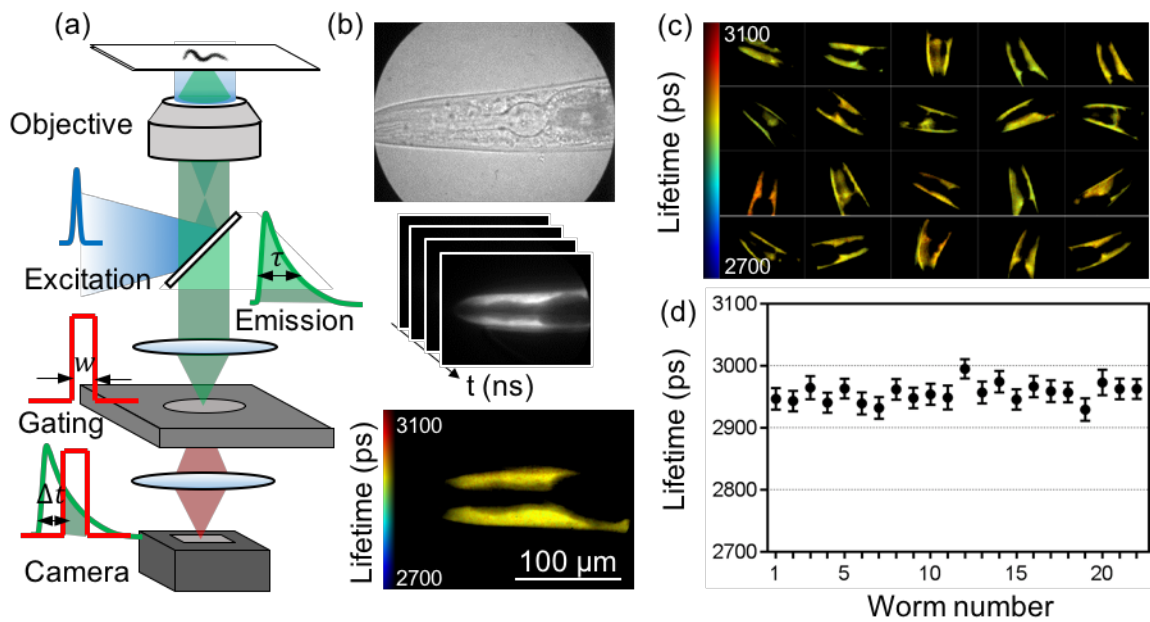 (a)
Objective
Excitation
τ
Emission
w
Gating
Δt
Camera
(b)
t (ns)
Lifetime (ps)
3100
2700
100 µm
(c)
Lifetime (ps)
3100
2700
(d)
Lifetime (ps)
3100
3000
2900
2800
2700
1 5 10 15 20
Worm number